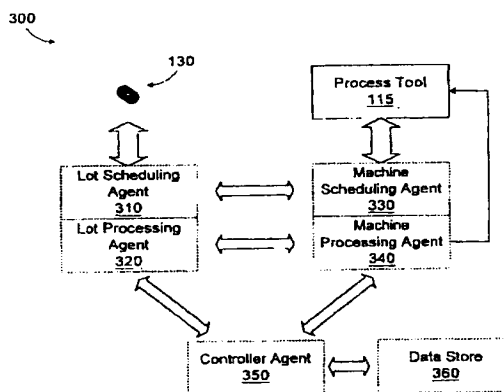 300
130
Process Tool
115
Lot Scheduling
Agent
310
Machine
Scheduling Agent
330
Lot Processing
Agent
320
Machine
Processing Agent
340
Controller Agent
350
Data Store
360